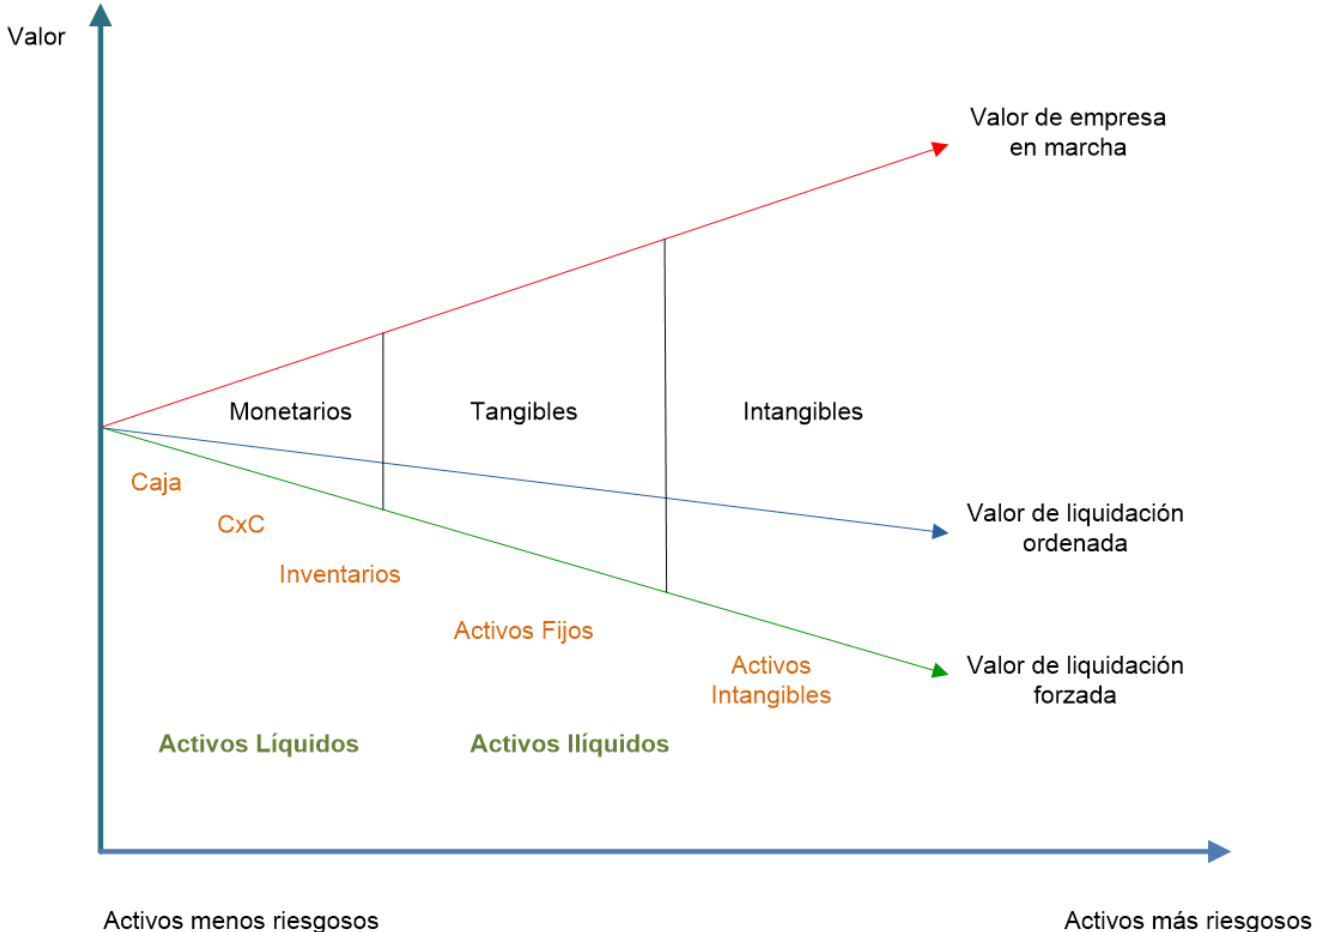 Valor
Valor de empresa
en marcha
Monetarios
Tangibles
Intangibles
Caja
CxC
Inventarios
Valor de liquidación
ordenada
Activos Fijos
Activos
Intangibles
Valor de liquidación
forzada
Activos Líquidos
Activos Ilíquidos
Activos menos riesgosos
Activos más riesgosos